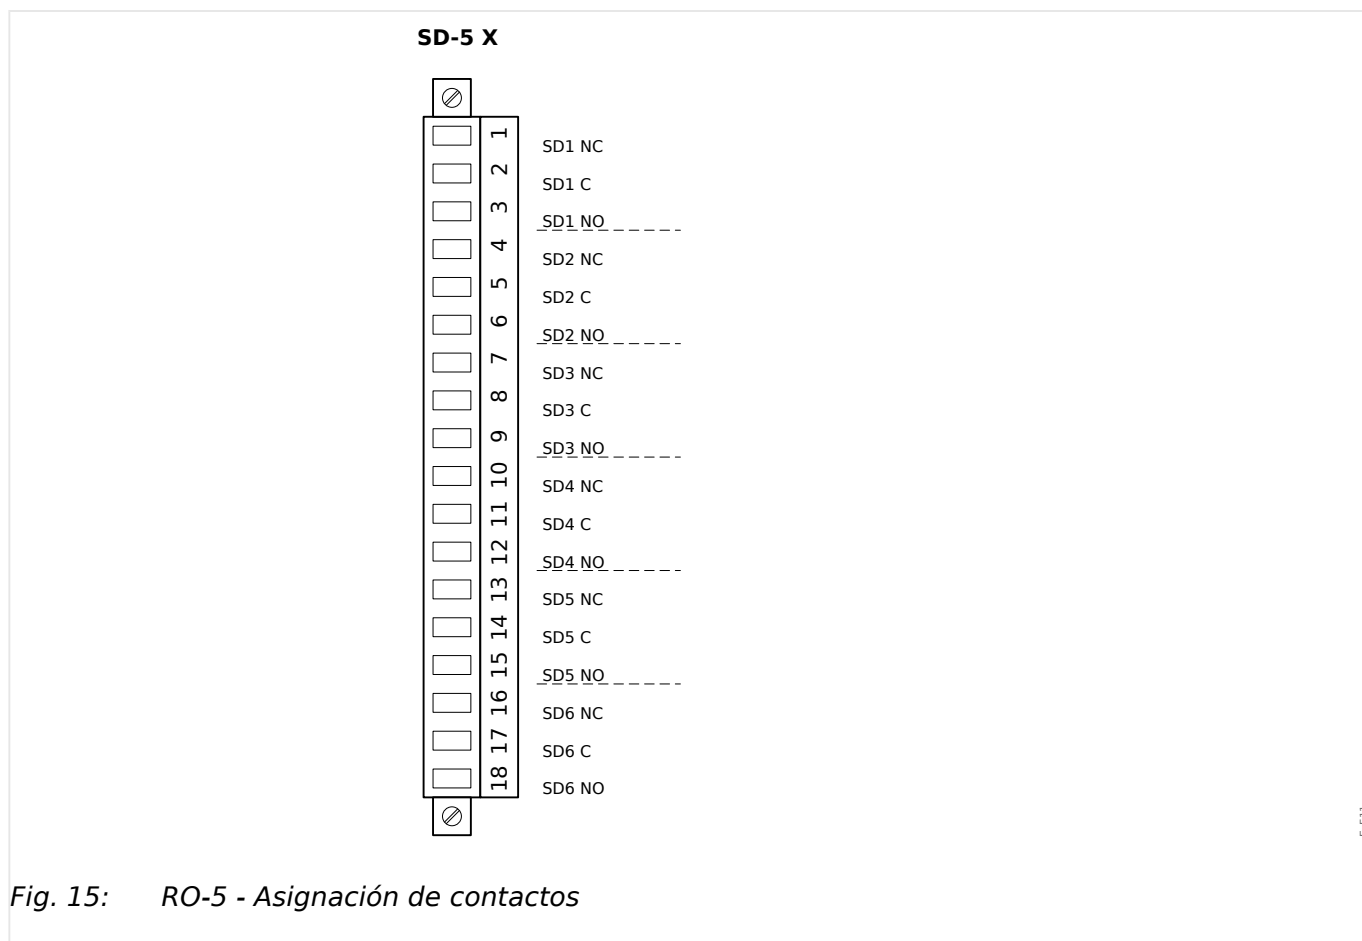 SD-5 X
1 SD1 NC
2 SD1 C
3 SD1 NO
4 SD2 NC
5 SD2 C
6 SD2 NO
7 SD3 NC
8 SD3 C
9 SD3 NO
10 SD4 NC
11 SD4 C
12 SD4 NO
13 SD5 NC
14 SD5 C
15 SD5 NO
16 SD6 NC
17 SD6 C
18 SD6 NO
Fig. 15: RO-5 - Asignación de contactos